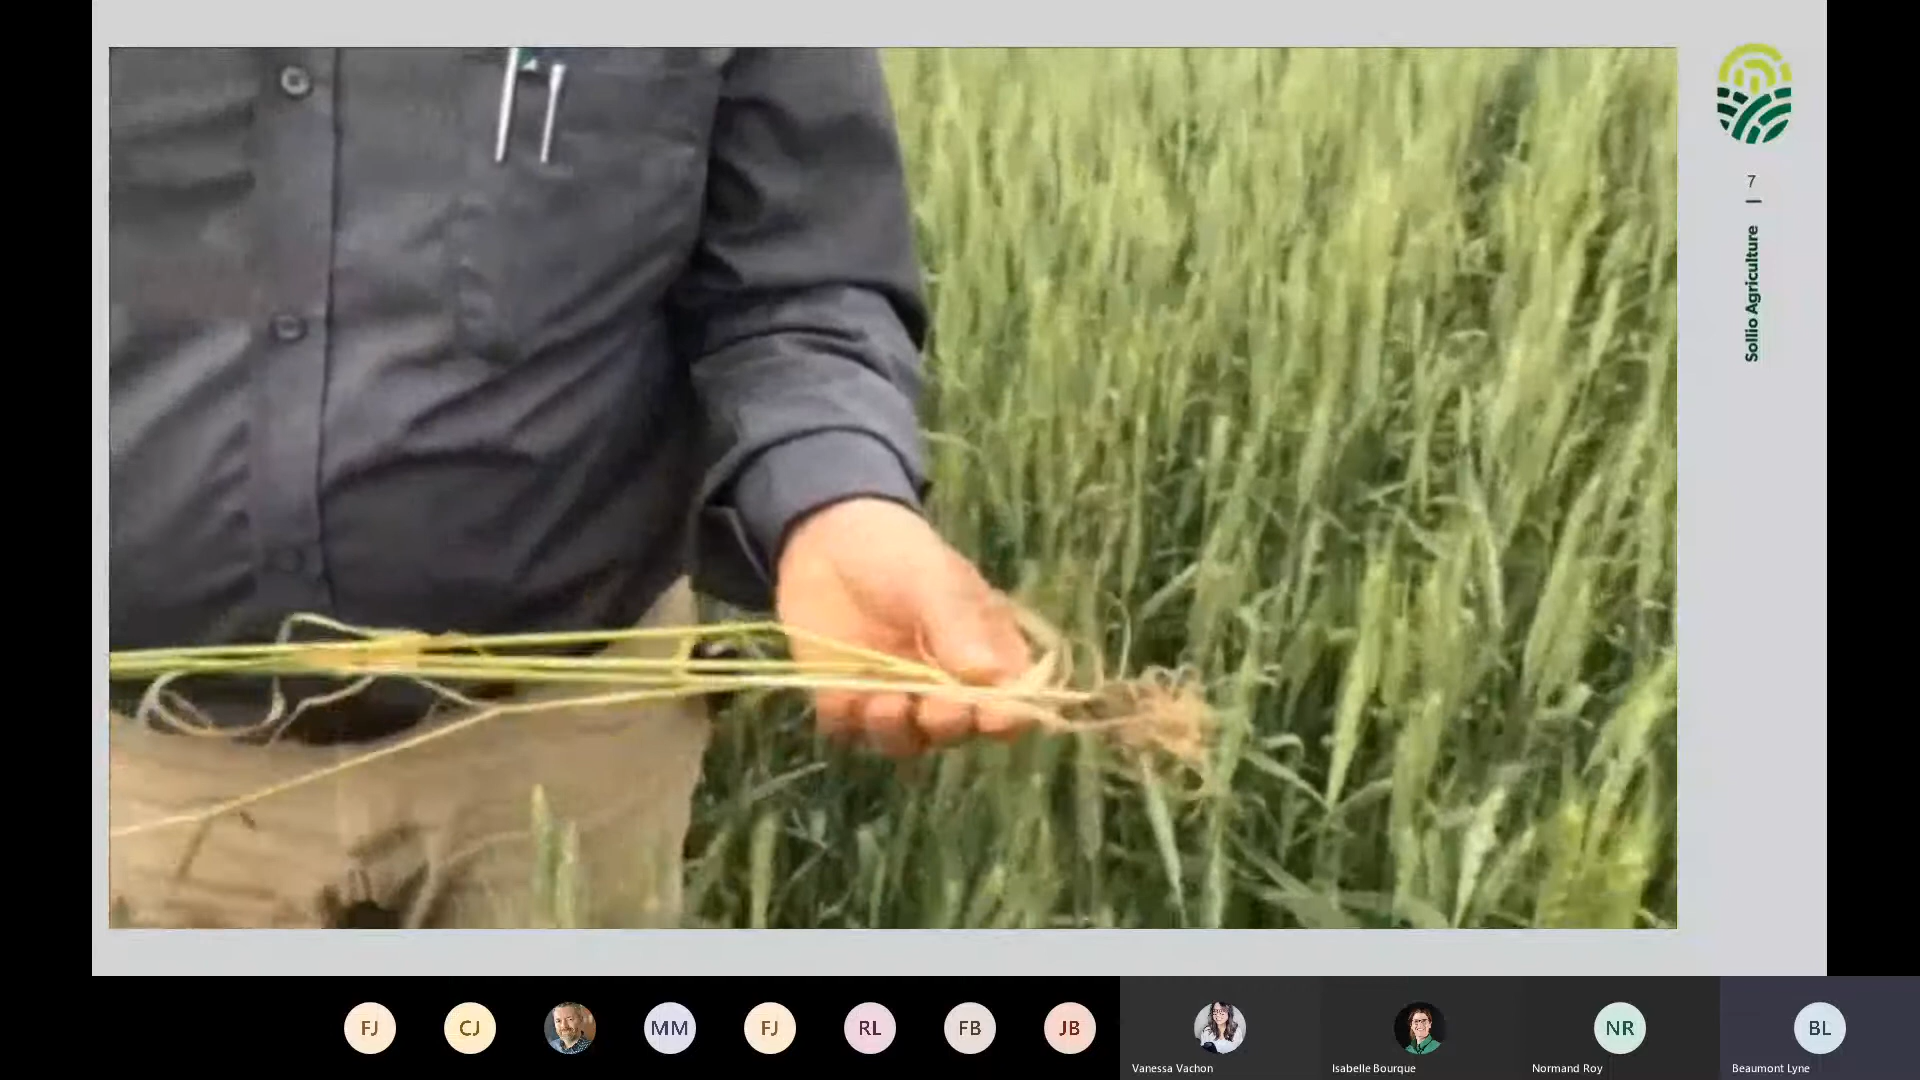 7
Sollio Agriculture
FJ
CJ
MM
FJ
RL
FB
JB
NR
BL
Vanessa Vachon
Isabelle Bourque
Normand Roy
Beaumont Lyne